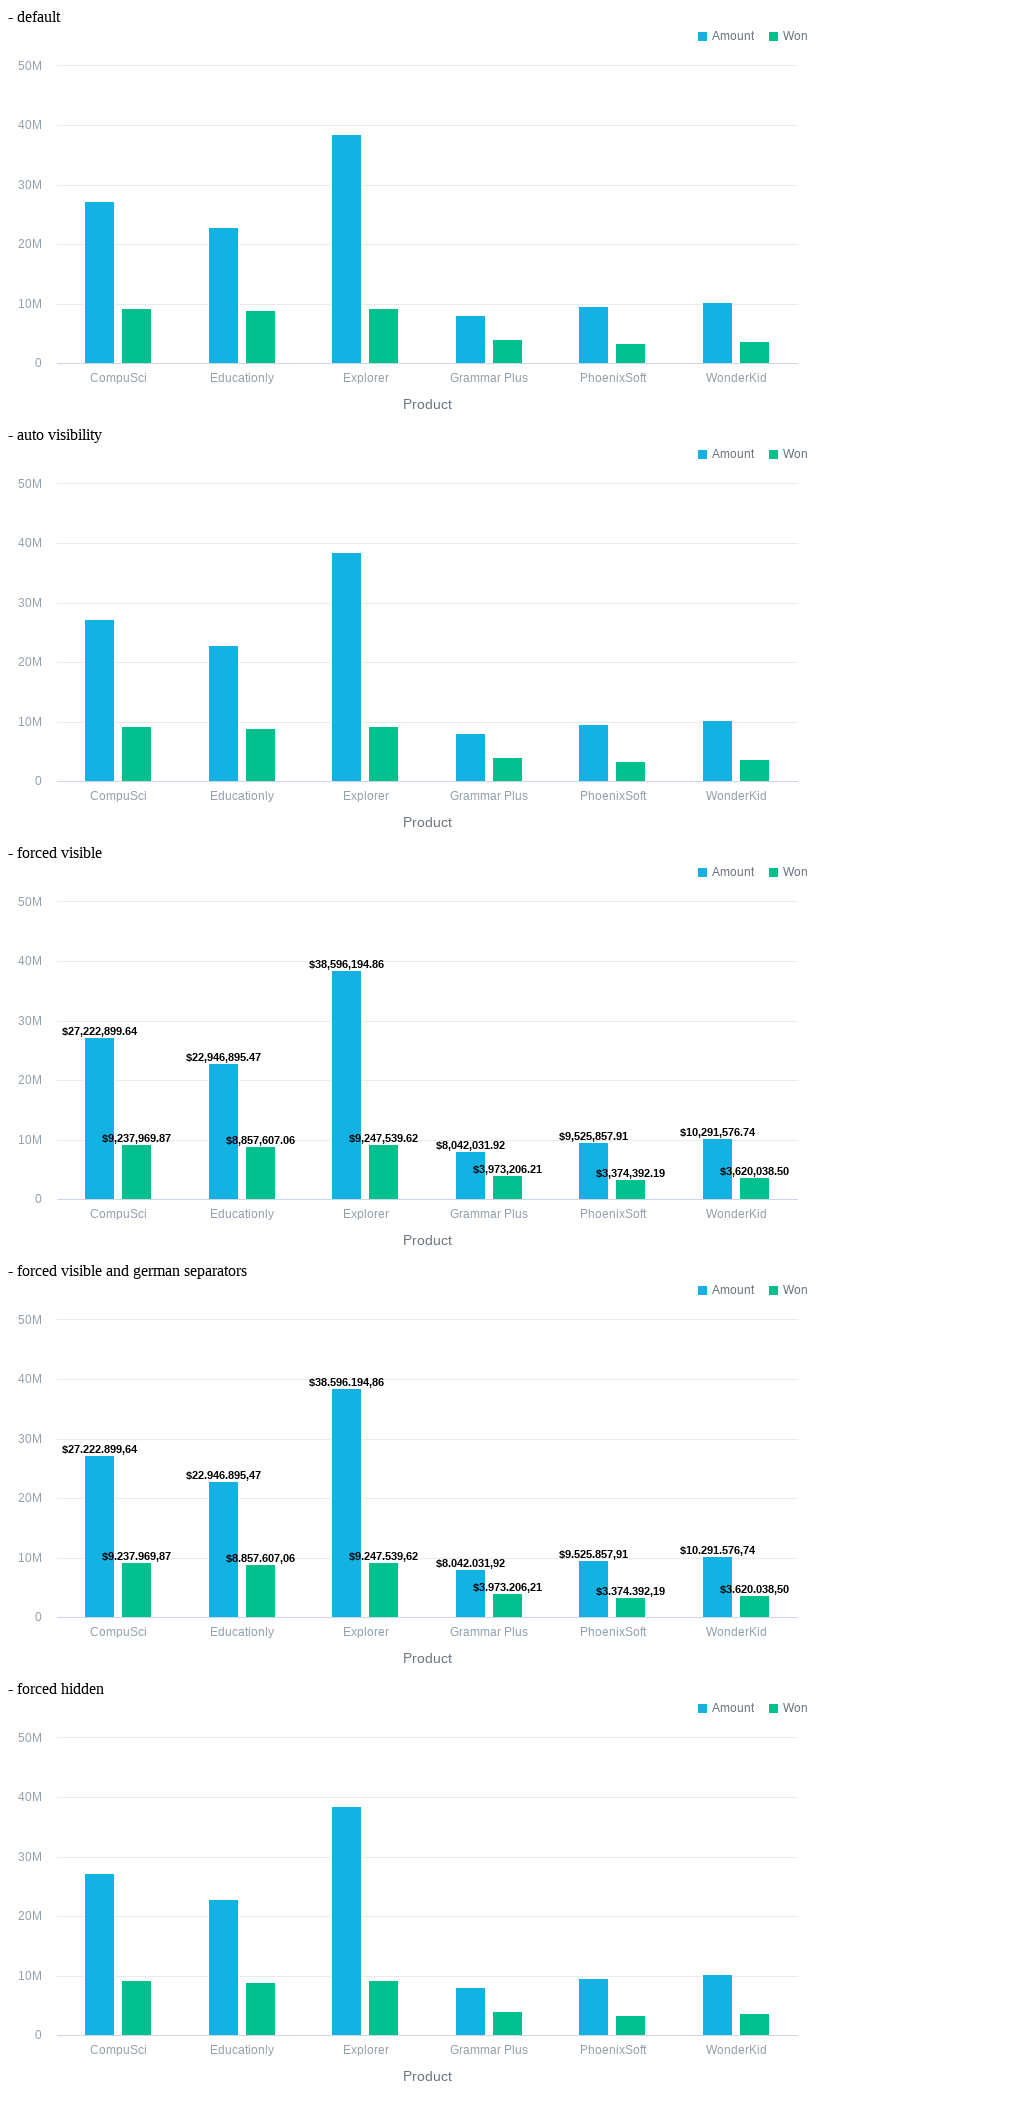 - default
Amount Won
50M
40M
30M
20M
10M
0
CompuSci Educationly Explorer Grammar Plus PhoenixSoft WonderKid
Product
- auto visibility
Amount Won
50M
40M
30M
20M
10M
0
CompuSci Educationly Explorer Grammar Plus PhoenixSoft WonderKid
Product
- forced visible
Amount Won
50M
40M
$38,596,194.86
30M
$27,222,899.64
$22,946,895.47
20M
10M
$9,237,969.87 $8,857,607.06 $9,247,539.62 $8,042,031.92 $9,525,857.91 $10,291,576.74
$3,973,206.21 $3,374,392.19 $3,620,038.50
0
CompuSci Educationly Explorer Grammar Plus PhoenixSoft WonderKid
Product
- forced visible and german separators
Amount Won
50M
40M
$38.596.194,86
30M
$27.222.899,64
$22.946.895,47
20M
10M
$9.237.969,87 $8.857.607,06 $9.247.539,62 $8.042.031,92 $9.525.857,91 $10.291.576,74
$3.973.206,21 $3.374.392,19 $3.620.038,50
0
CompuSci Educationly Explorer Grammar Plus PhoenixSoft WonderKid
Product
- forced hidden
Amount Won
50M
40M
30M
20M
10M
0
CompuSci Educationly Explorer Grammar Plus PhoenixSoft WonderKid
Product